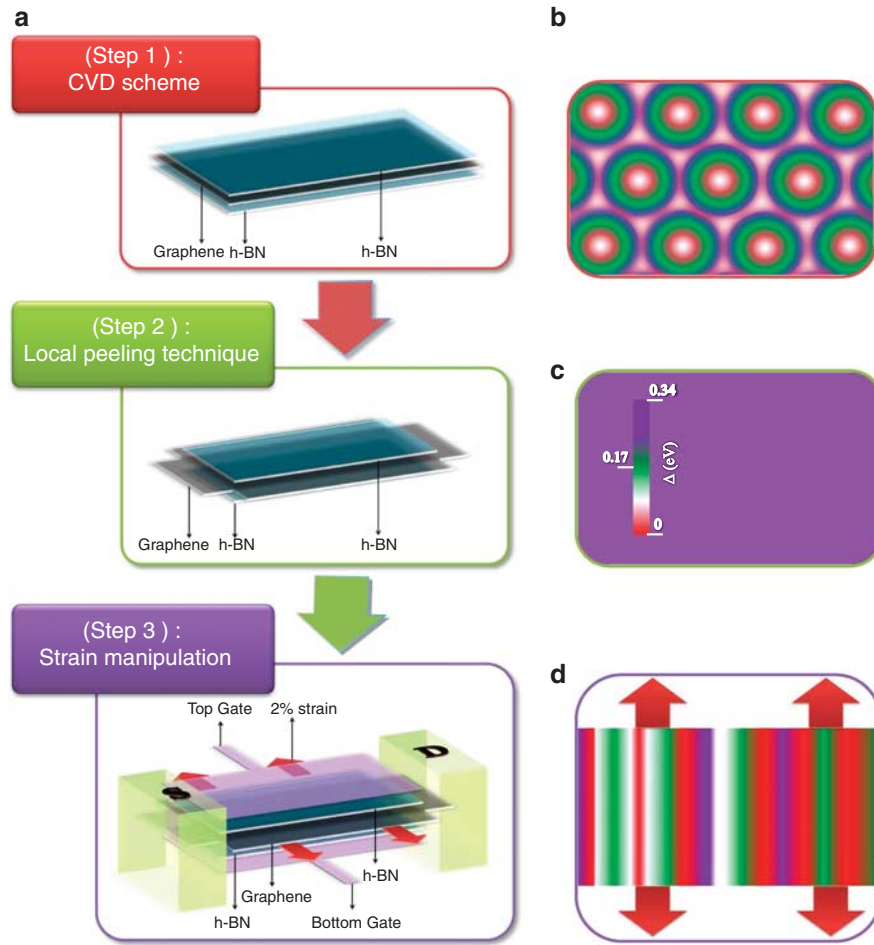 a
(Step 1 ) :
CVD scheme
Graphene h-BN
h-BN
(Step 2 ) :
Local peeling technique
Graphene
h-BN
h-BN
(Step 3 ) :
Strain manipulation
Top Gate
2% strain
S
D
h-BN
Graphene
h-BN
Bottom Gate
b
c
0.34
0.17
0
Δ (eV)
d